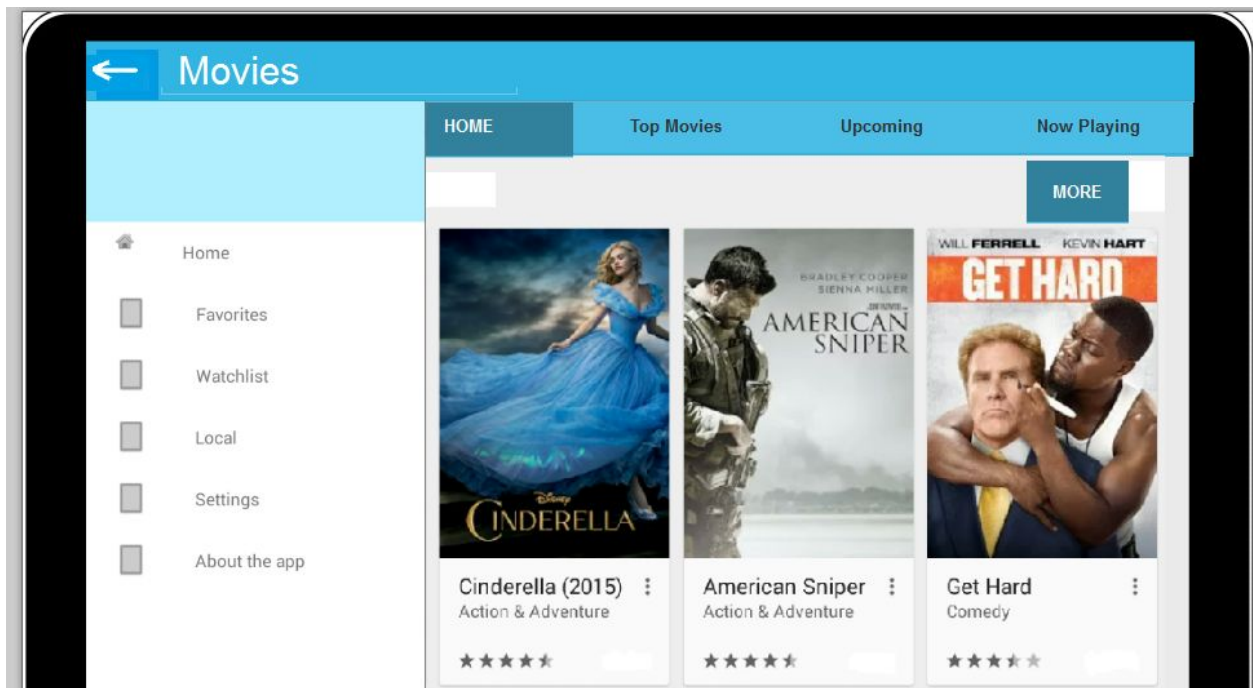 Movies
HOME Top Movies Upcoming Now Playing
MORE
Home
Favorites
Watchlist
Local
Settings
About the app
Disney
CINDERELLA
Cinderella (2015)
Action & Adventure
BRADLEY COOPER
SIENNA MILLER
AMERICAN
SNIPER
American Sniper
Action & Adventure
WILL FERRELL KEVIN HART
GET HARD
Get Hard
Comedy